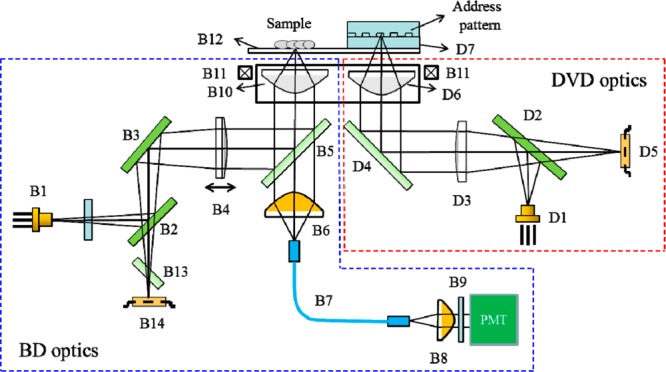 Sample
Address
pattern
B12
D7
B11
B11
B10
D6
DVD optics
B3
D2
B5
D4
D5
B4
D3
B1
B2
B6
D1
B13
B14
B7
B9
PMT
B8
BD optics